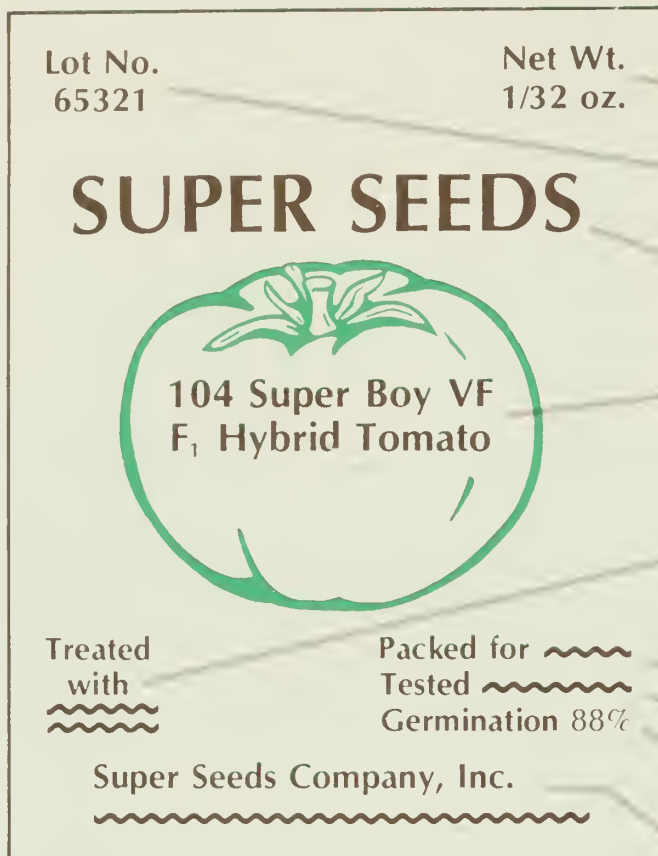 Lot No.
65321
Net Wt.
1/32 oz.
SUPER SEEDS
104 Super Boy VF
F₁ Hybrid Tomato
Treated
with
Packed for
Tested
Germination 88%
Super Seeds Company, Inc.